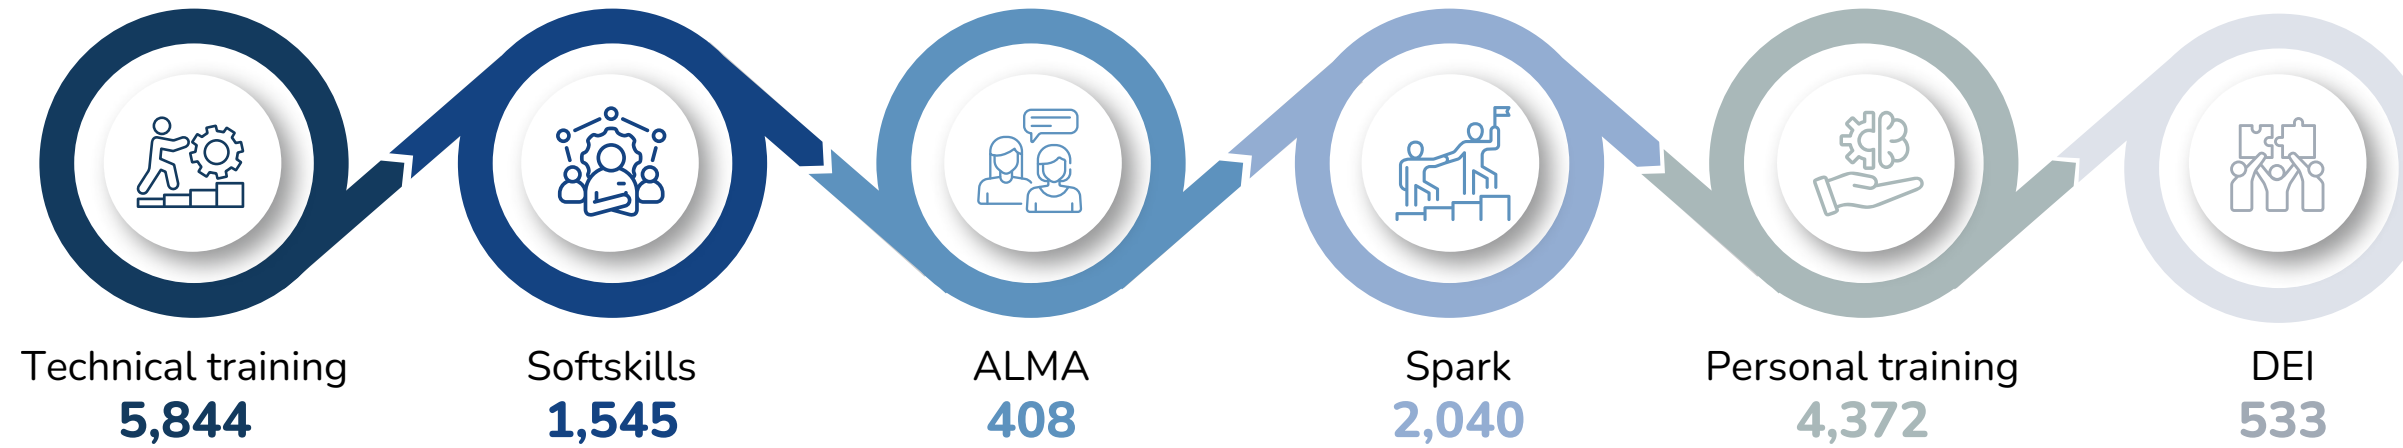 Technical training
5,844
Softskills
1,545
ALMA
408
Spark
2,040
Personal training
4,372
DEI
533